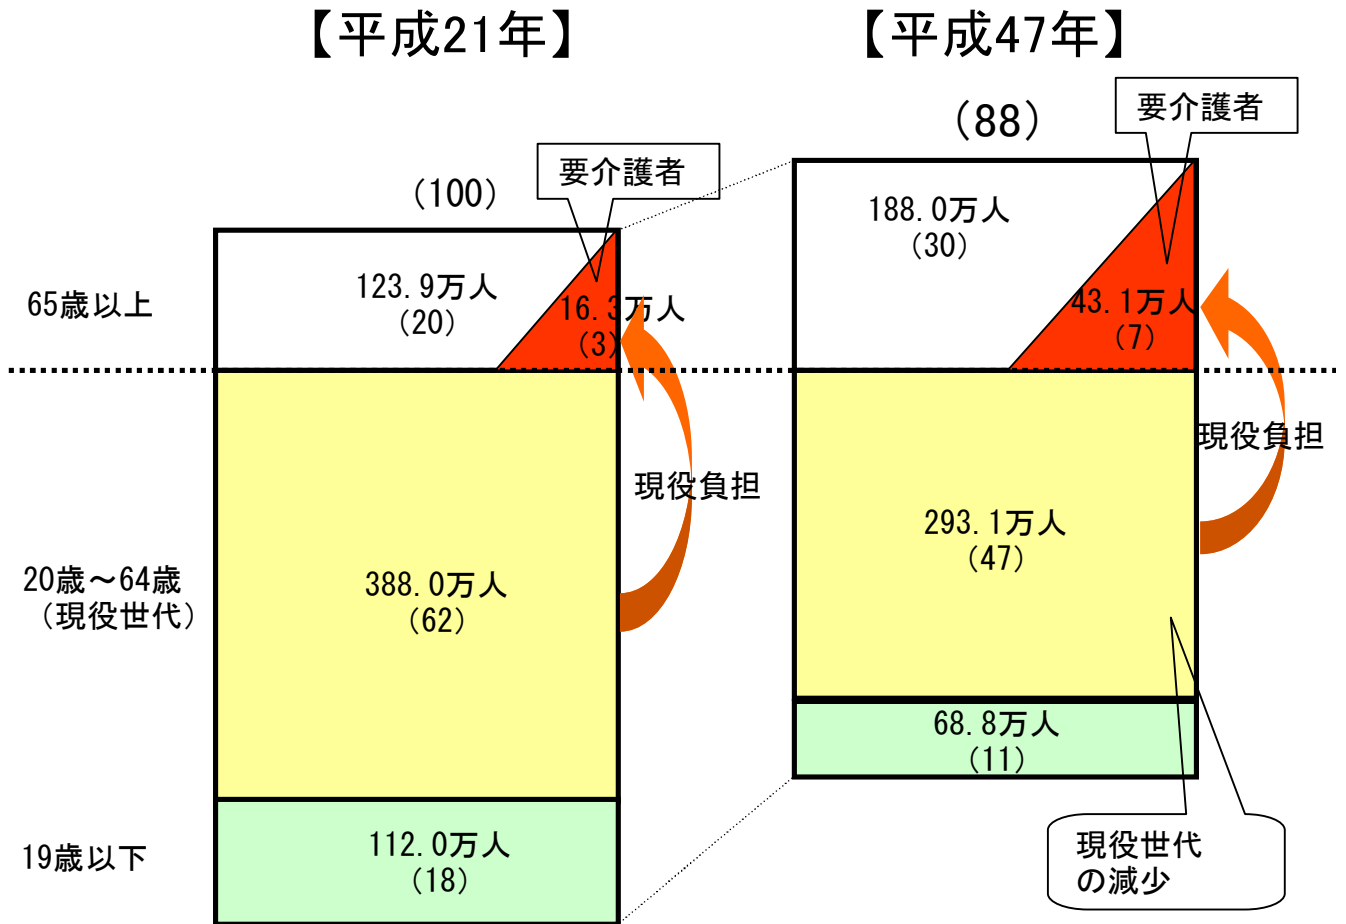 【平成21年】
【平成47年】
(88)
要介護者
(100)
要介護者
188.0万人
(30)
65歳以上
123.9万人
(20)
16.3万人
(3)
43.1万人
(7)
現役負担
現役負担
20歳～64歳
(現役世代)
388.0万人
(62)
293.1万人
(47)
68.8万人
(11)
19歳以下
112.0万人
(18)
現役世代
の減少